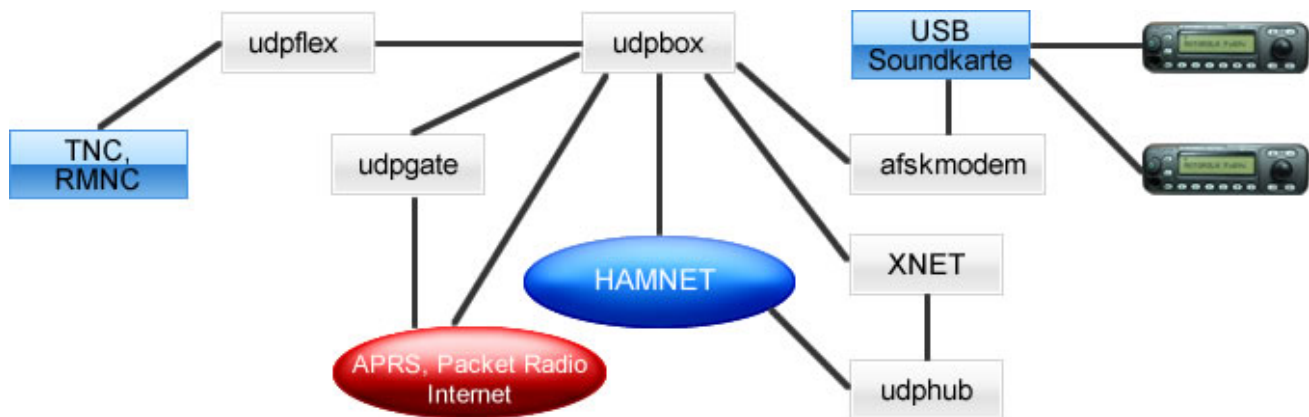 udpflex
udpbox
USB
Soundkarte
TNC,
RMNC
udpgate
afskmodem
HAMNET
XNET
APRS, Packet Radio
Internet
udphub